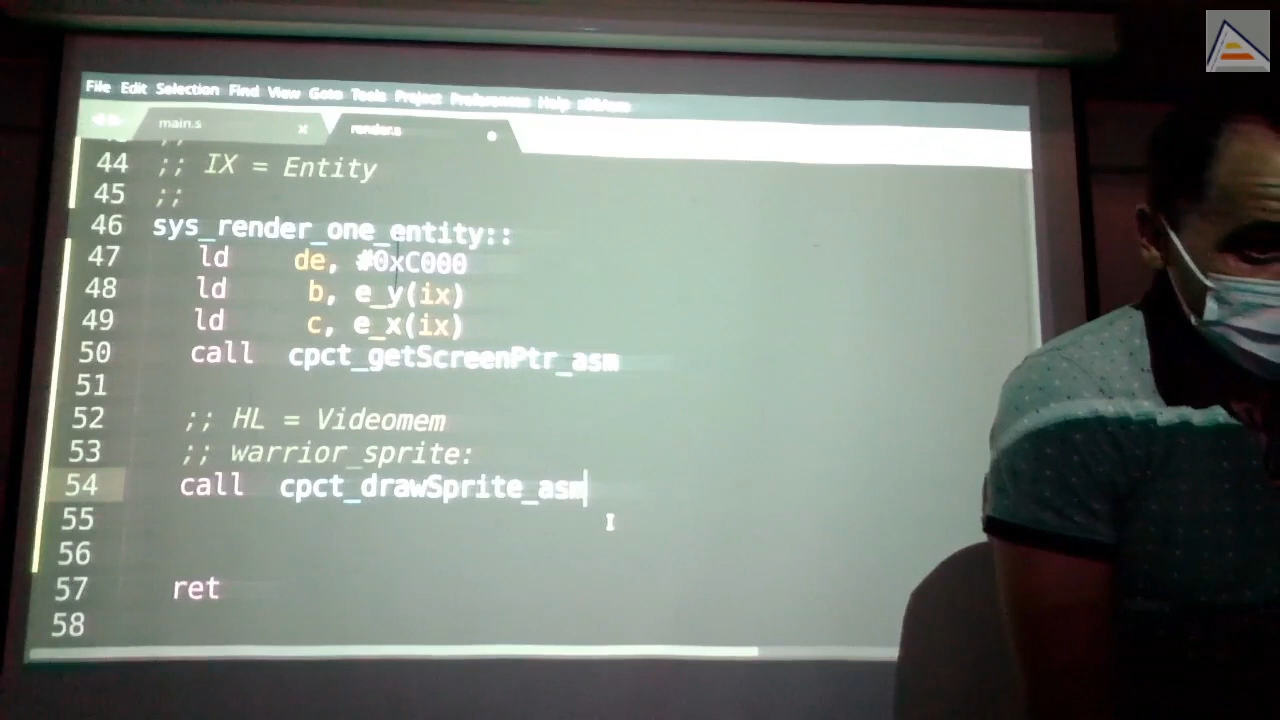 File Edit Selection Find View Goto Tools Project Preferences Help
main.s x render.s
44 ;; IX = Entity
45 ;;
46 sys_render_one_entity::
47 ld de, #0xC000
48 ld b, e_y(ix)
49 ld c, e_x(ix)
50 call cpct_getScreenPtr_asm
51
52 ;; HL = Videomem
53 ;; warrior_sprite:
54 call cpct_drawSprite_asm
55
56
57 ret
58